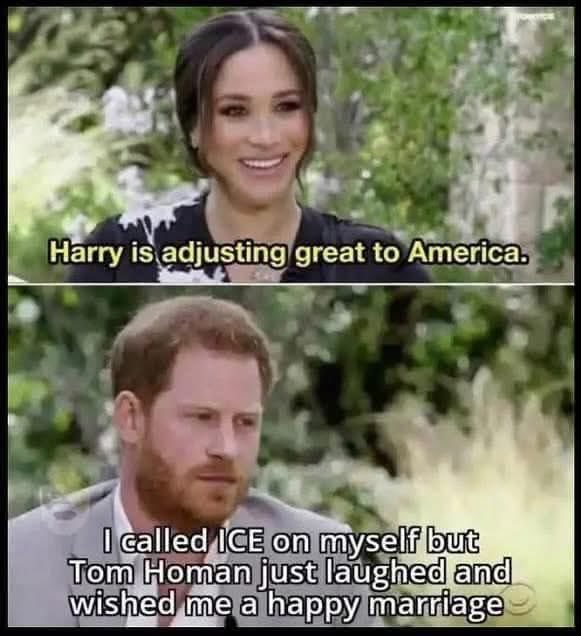 Harry is adjusting great to America.
I called ICE on myself but
Tom Homan just laughed and
wished me a happy marriage